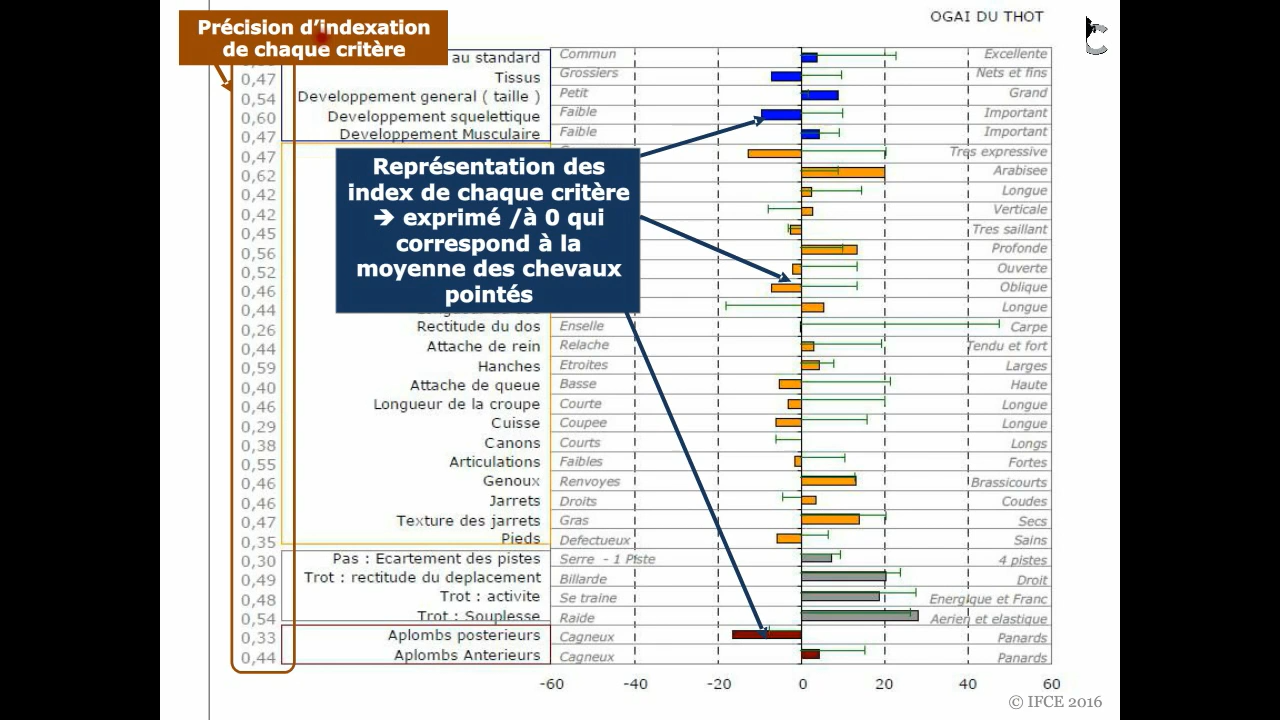 OGAI DU THOT
Précision d'indexation
de chaque critère
au standard Commun Excellente
0,47 Tissus Grossiers Nets et fins
0,54 Developpement general ( taille ) Petit Grand
0,60 Developpement squelettique Faible Important
0,47 Developpement Musculaire Faible Important
0,47 Tres expressive
0,62 Arabisee
0,42 Longue
0,42 Verticale
0,45 Tres saillant
0,56 Profonde
0,52 Ouverte
0,46 Oblique
0,44 Longue
Représentation des
index de chaque critère
→ exprimé /à 0 qui
correspond à la
moyenne des chevaux
pointés
0,26 Rectitude du dos Enselle Carpe
0,44 Attache de rein Relache Tendu et fort
0,59 Hanches Etroites Larges
0,40 Attache de queue Basse Haute
0,46 Longueur de la croupe Courte Longue
0,29 Cuisse Coupee Longue
0,38 Canons Courts Longs
0,55 Articulations Faibles Fortes
0,46 Genoux Renvoyes Brassicourts
0,46 Jarrets Droits Coudes
0,47 Texture des jarrets Gras Secs
0,35 Pieds Defectueux Sains
0,30 Pas : Ecartement des pistes Serre - 1 Piste 4 pistes
0,49 Trot : rectitude du deplacement Billarde Droit
0,48 Trot : activite Se traine Energique et Franc
0,54 Trot : Souplesse Raide Aerien et elastique
0,33 Aplombs posterieurs Cagneux Panards
0,44 Aplombs Anterieurs Cagneux Panards
-60 -40 -20 0 20 40 60
© IFCE 2016